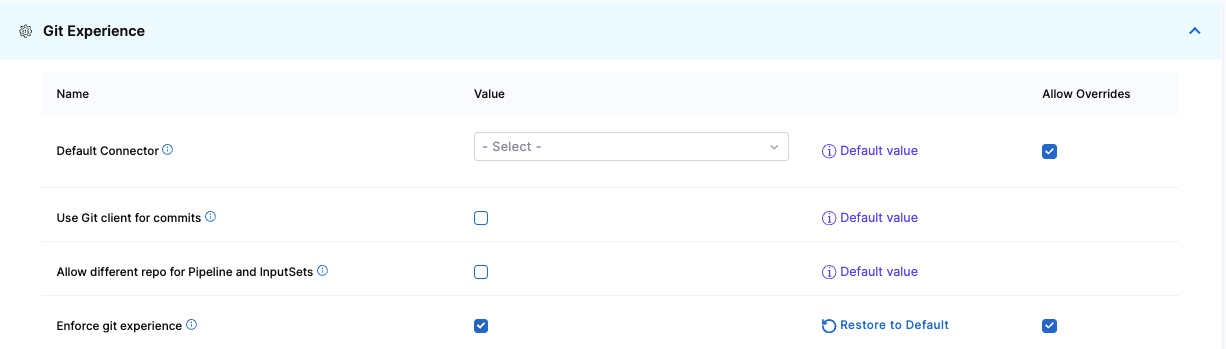 Git Experience
Name Value Allow Overrides
Default Connector - Select - Default value
Use Git client for commits Default value
Allow different repo for Pipeline and InputSets Default value
Enforce git experience Restore to Default